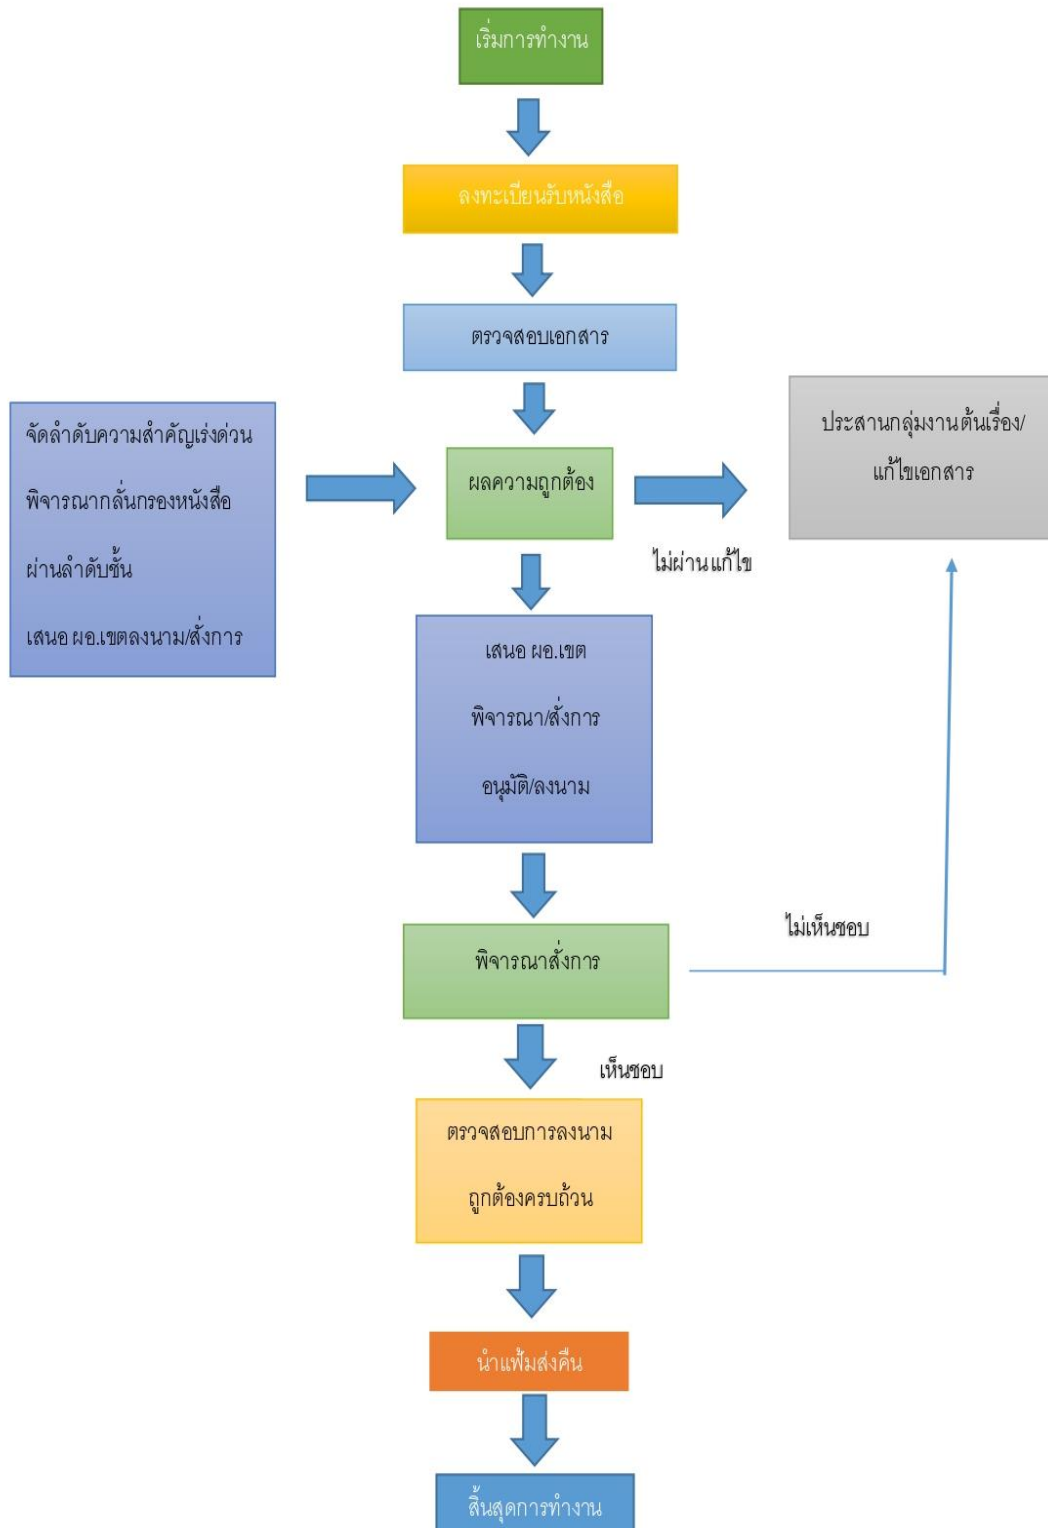 เริ่มการทำงาน
ลงทะเบียนรับหนังสือ
ตรวจสอบเอกสาร
จัดลำดับความสำคัญเร่งด่วน
พิจารณากลั่นกรองหนังสือ
ผ่านลำดับชั้น
เสนอ ผอ.เขตลงนาม/สั่งการ
ผลความถูกต้อง
ประสานกลุ่มงานต้นเรื่อง/
แก้ไขเอกสาร
ไม่ผ่าน แก้ไข
เสนอ ผอ.เขต
พิจารณา/สั่งการ
อนุมัติ/ลงนาม
ไม่เห็นชอบ
พิจารณาสั่งการ
เห็นชอบ
ตรวจสอบการลงนาม
ถูกต้องครบถ้วน
นำแฟ้มส่งคืน
สิ้นสุดการทำงาน